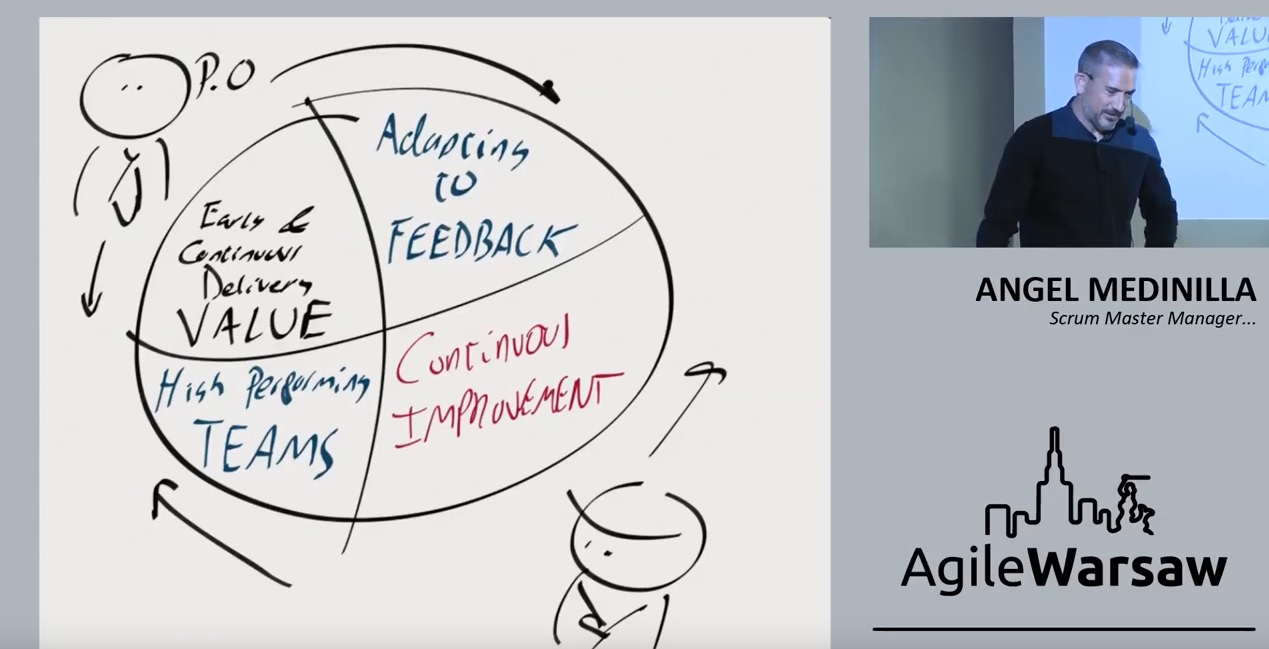 P.O
Adapting
to
FEEDBACK
Early &
Continuous
Delivery
VALUE
High Performing
TEAMS
Continuous
IMPROVEMENT
VALU
High Perf
TEAM
ANGEL MEDINILLA
Scrum Master Manager...
AgileWarsaw